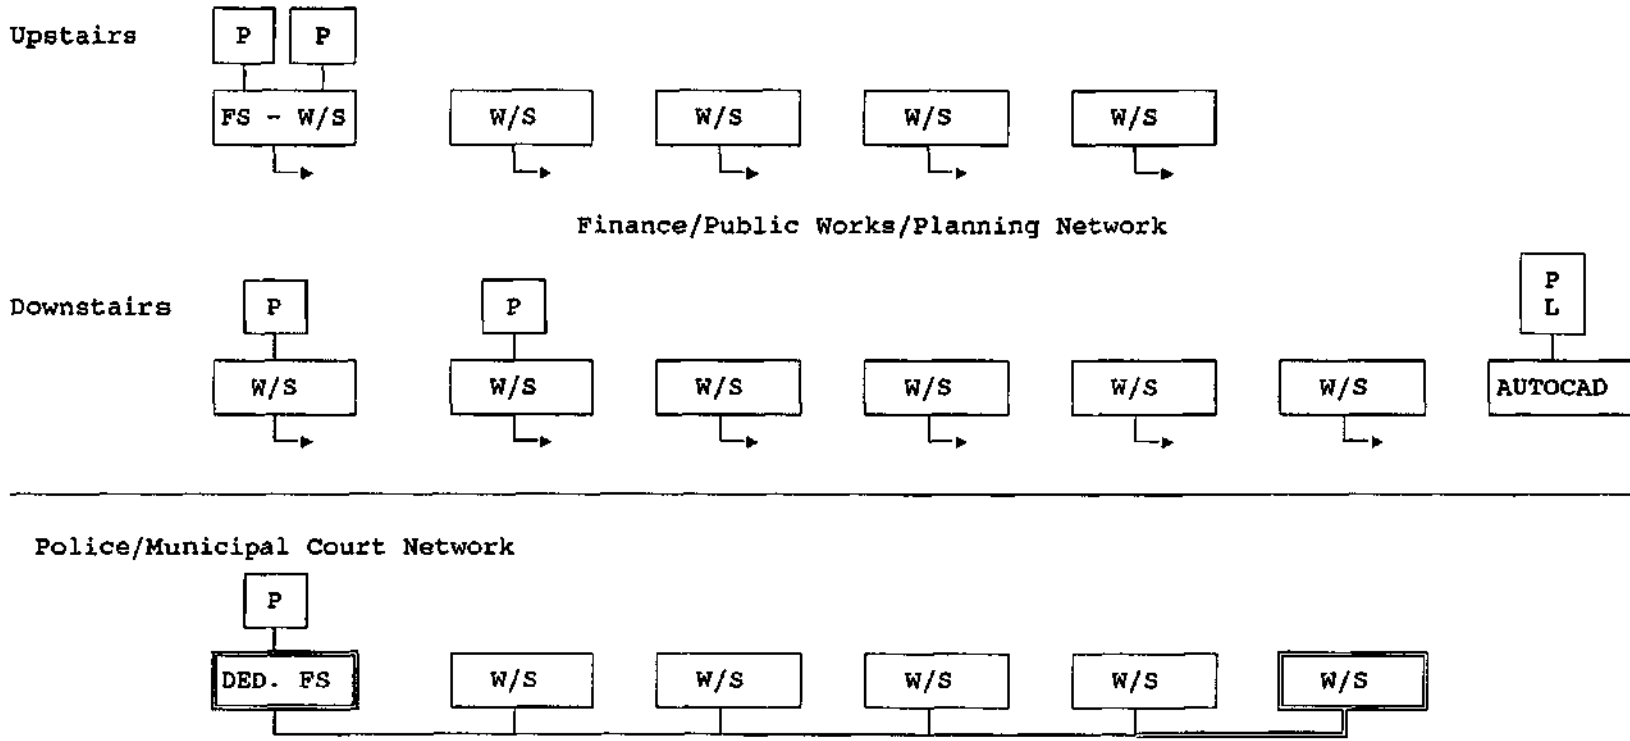 Upstairs P P
FS - W/S W/S W/S W/S W/S
Finance/Public Works/Planning Network
P
L
Downstairs P P
W/S W/S W/S W/S W/S W/S AUTOCAD
Police/Municipal Court Network
P
DED. FS W/S W/S W/S W/S W/S